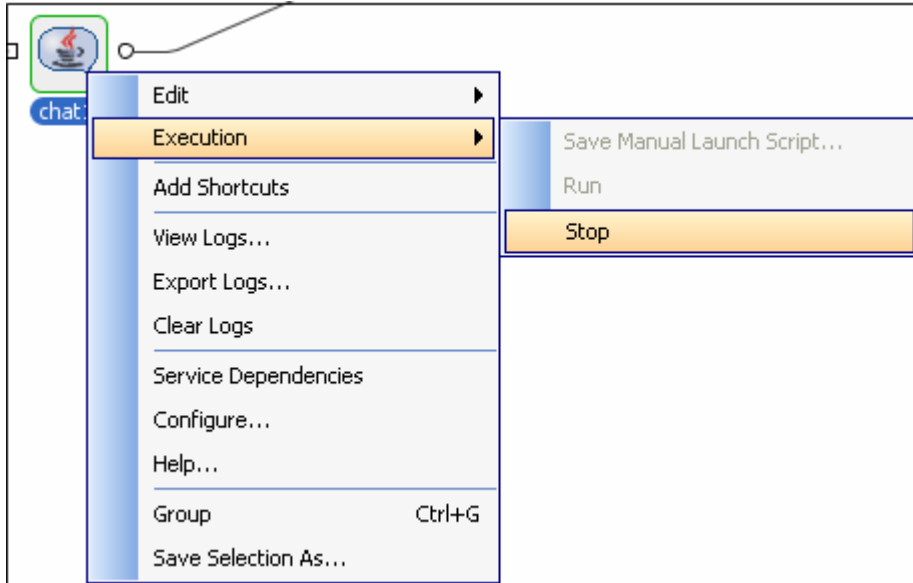 chat
Edit
Execution
Add Shortcuts
View Logs...
Export Logs...
Clear Logs
Service Dependencies
Configure...
Help...
Group Ctrl+G
Save Selection As...
Save Manual Launch Script...
Run
Stop